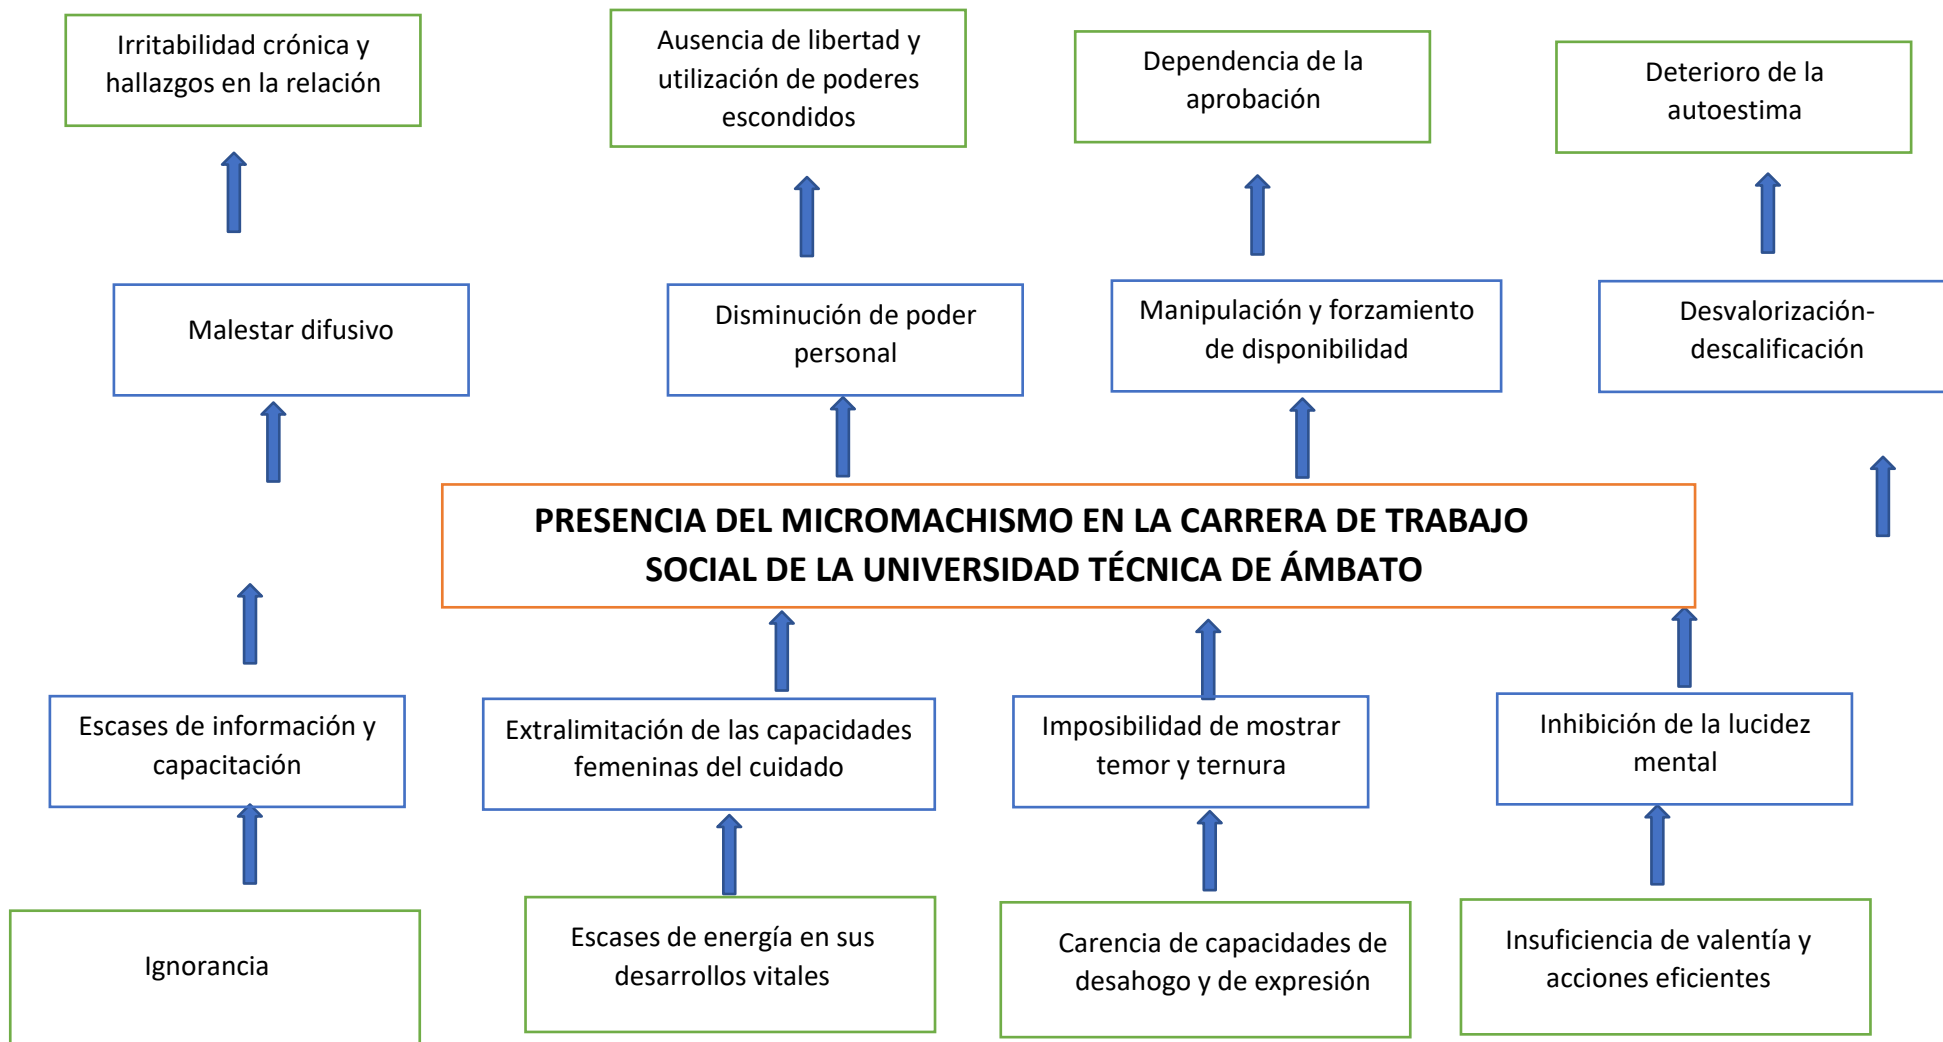 Irritabilidad crónica y
hallazgos en la relación
Ausencia de libertad y
utilización de poderes
escondidos
Dependencia de la
aprobación
Deterioro de la
autoestima
Malestar difusivo
Disminución de poder
personal
Manipulación y forzamiento
de disponibilidad
Desvalorización-
descalificación
PRESENCIA DEL MICROMACHISMO EN LA CARRERA DE TRABAJO
SOCIAL DE LA UNIVERSIDAD TÉCNICA DE ÁMBATO
Escases de información y
capacitación
Extralimitación de las capacidades
femeninas del cuidado
Imposibilidad de mostrar
temor y ternura
Inhibición de la lucidez
mental
Ignorancia
Escases de energía en sus
desarrollos vitales
Carencia de capacidades de
desahogo y de expresión
Insuficiencia de valentía y
acciones eficientes